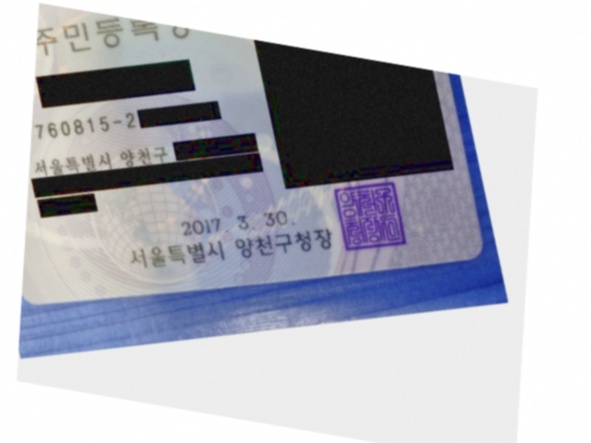 주민등록증
760815-2
서울특별시 양천구
2017. 3. 30.
서울특별시 양천구청장